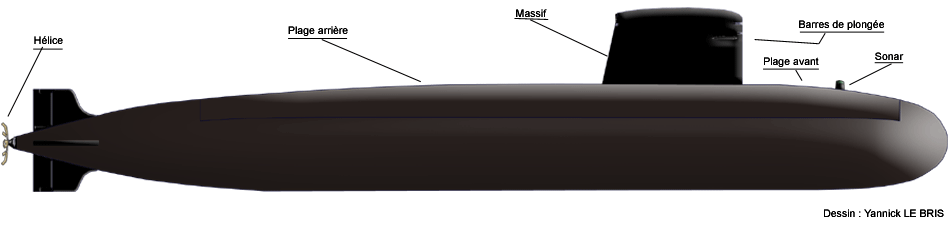 Massif
Barres de plongée
Plage arrière
Hélice
Sonar
Plage avant
Dessin : Yannick LE BRIS